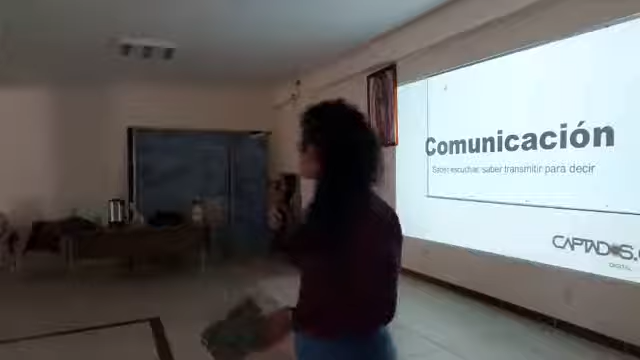 Comunicación
Saber escuchar, saber transmitir para decir
CAPTADOS.
DIGITAL